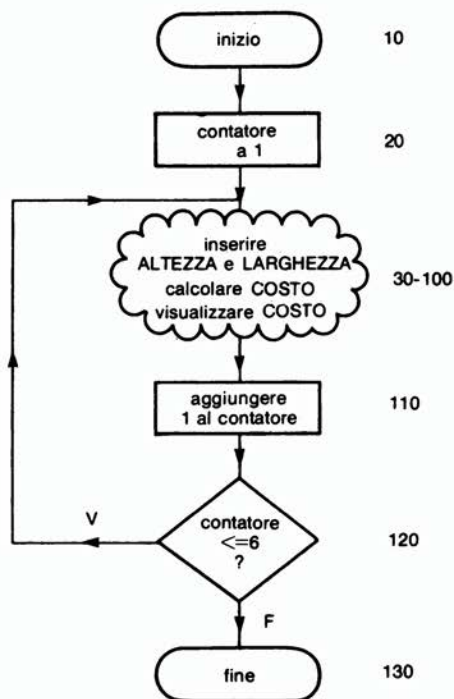 inizio 10
contatore
a 1 20
inserire
ALTEZZA e LARGHEZZA
calcolare COSTO 30-100
visualizzare COSTO
aggiungere
1 al contatore 110
V
contatore
<=6 120
?
F
fine 130